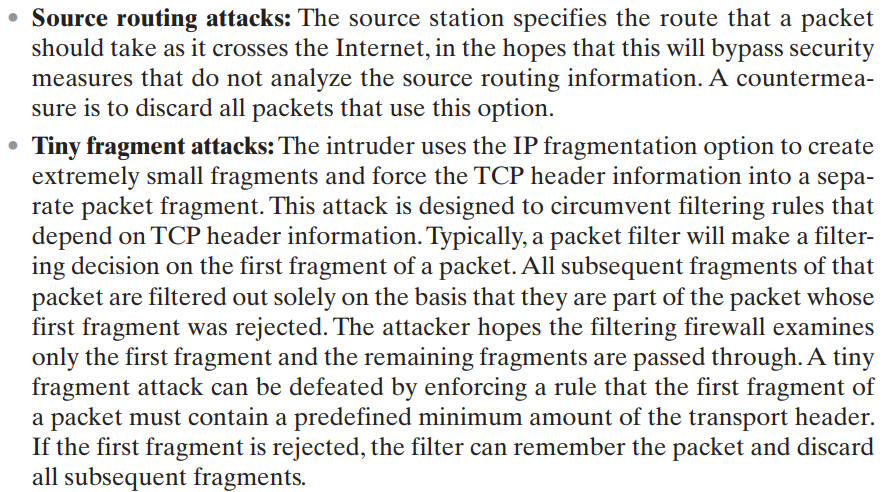 • Source routing attacks: The source station specifies the route that a packet
should take as it crosses the Internet, in the hopes that this will bypass security
measures that do not analyze the source routing information. A countermea-
sure is to discard all packets that use this option.
• Tiny fragment attacks: The intruder uses the IP fragmentation option to create
extremely small fragments and force the TCP header information into a sepa-
rate packet fragment. This attack is designed to circumvent filtering rules that
depend on TCP header information. Typically, a packet filter will make a filter-
ing decision on the first fragment of a packet. All subsequent fragments of that
packet are filtered out solely on the basis that they are part of the packet whose
first fragment was rejected. The attacker hopes the filtering firewall examines
only the first fragment and the remaining fragments are passed through. A tiny
fragment attack can be defeated by enforcing a rule that the first fragment of
a packet must contain a predefined minimum amount of the transport header.
If the first fragment is rejected, the filter can remember the packet and discard
all subsequent fragments.